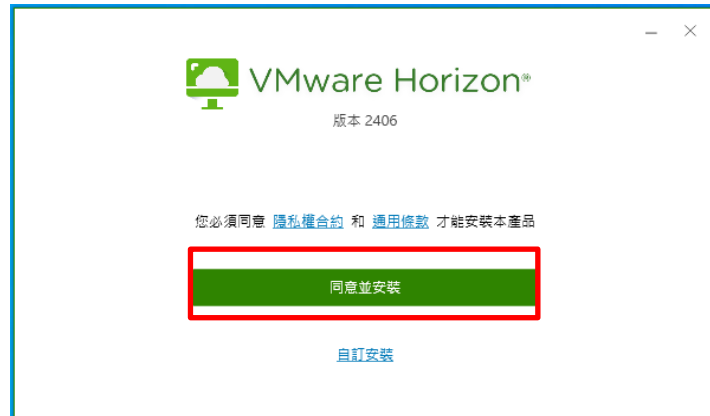 VMware Horizon®
版本 2406
您必須同意 隱私權合約 和 通用條款 才能安裝本產品
同意並安裝
自訂安裝